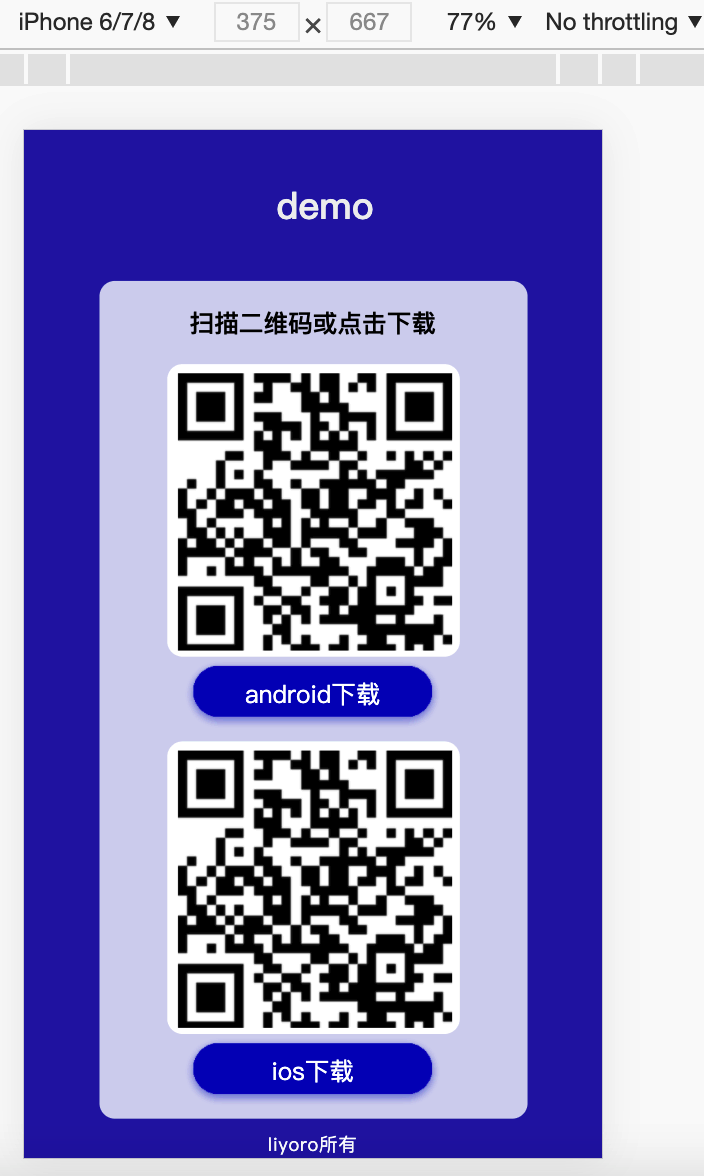 iPhone 6/7/8 ▼ 375 × 667 77% ▼ No throttling ▼
demo
扫描二维码或点击下载
android下载
ios下载
liyoro所有